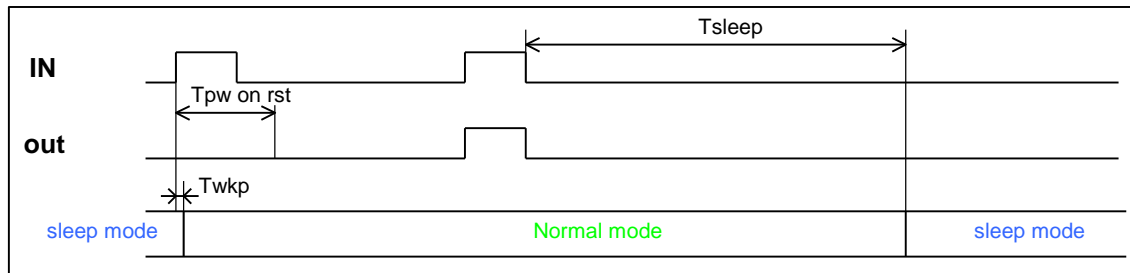 Tsleep
IN
Tpw on rst
out
Twkp
sleep mode Normal mode sleep mode